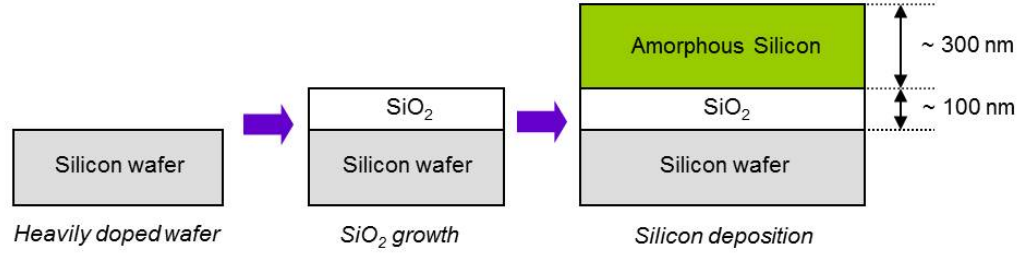 Amorphous Silicon
~ 300 nm
SiO₂
SiO₂
~ 100 nm
Silicon wafer
Silicon wafer
Silicon wafer
Heavily doped wafer
SiO₂ growth
Silicon deposition